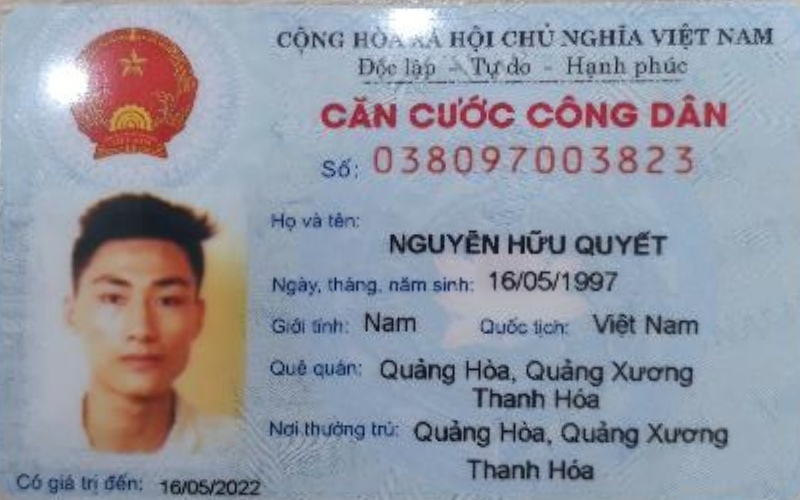 CỘNG HÒA XÃ HỘI CHỦ NGHĨA VIỆT NAM
Độc lập - Tự do - Hạnh phúc
CĂN CƯỚC CÔNG DÂN
Số: 038097003823
Họ và tên:
NGUYỄN HỮU QUYẾT
Ngày, tháng, năm sinh: 16/05/1997
Giới tính: Nam Quốc tịch: Việt Nam
Quê quán: Quảng Hòa, Quảng Xương
Thanh Hóa
Nơi thường trú: Quảng Hòa, Quảng Xương
Thanh Hóa
Có giá trị đến: 16/05/2022